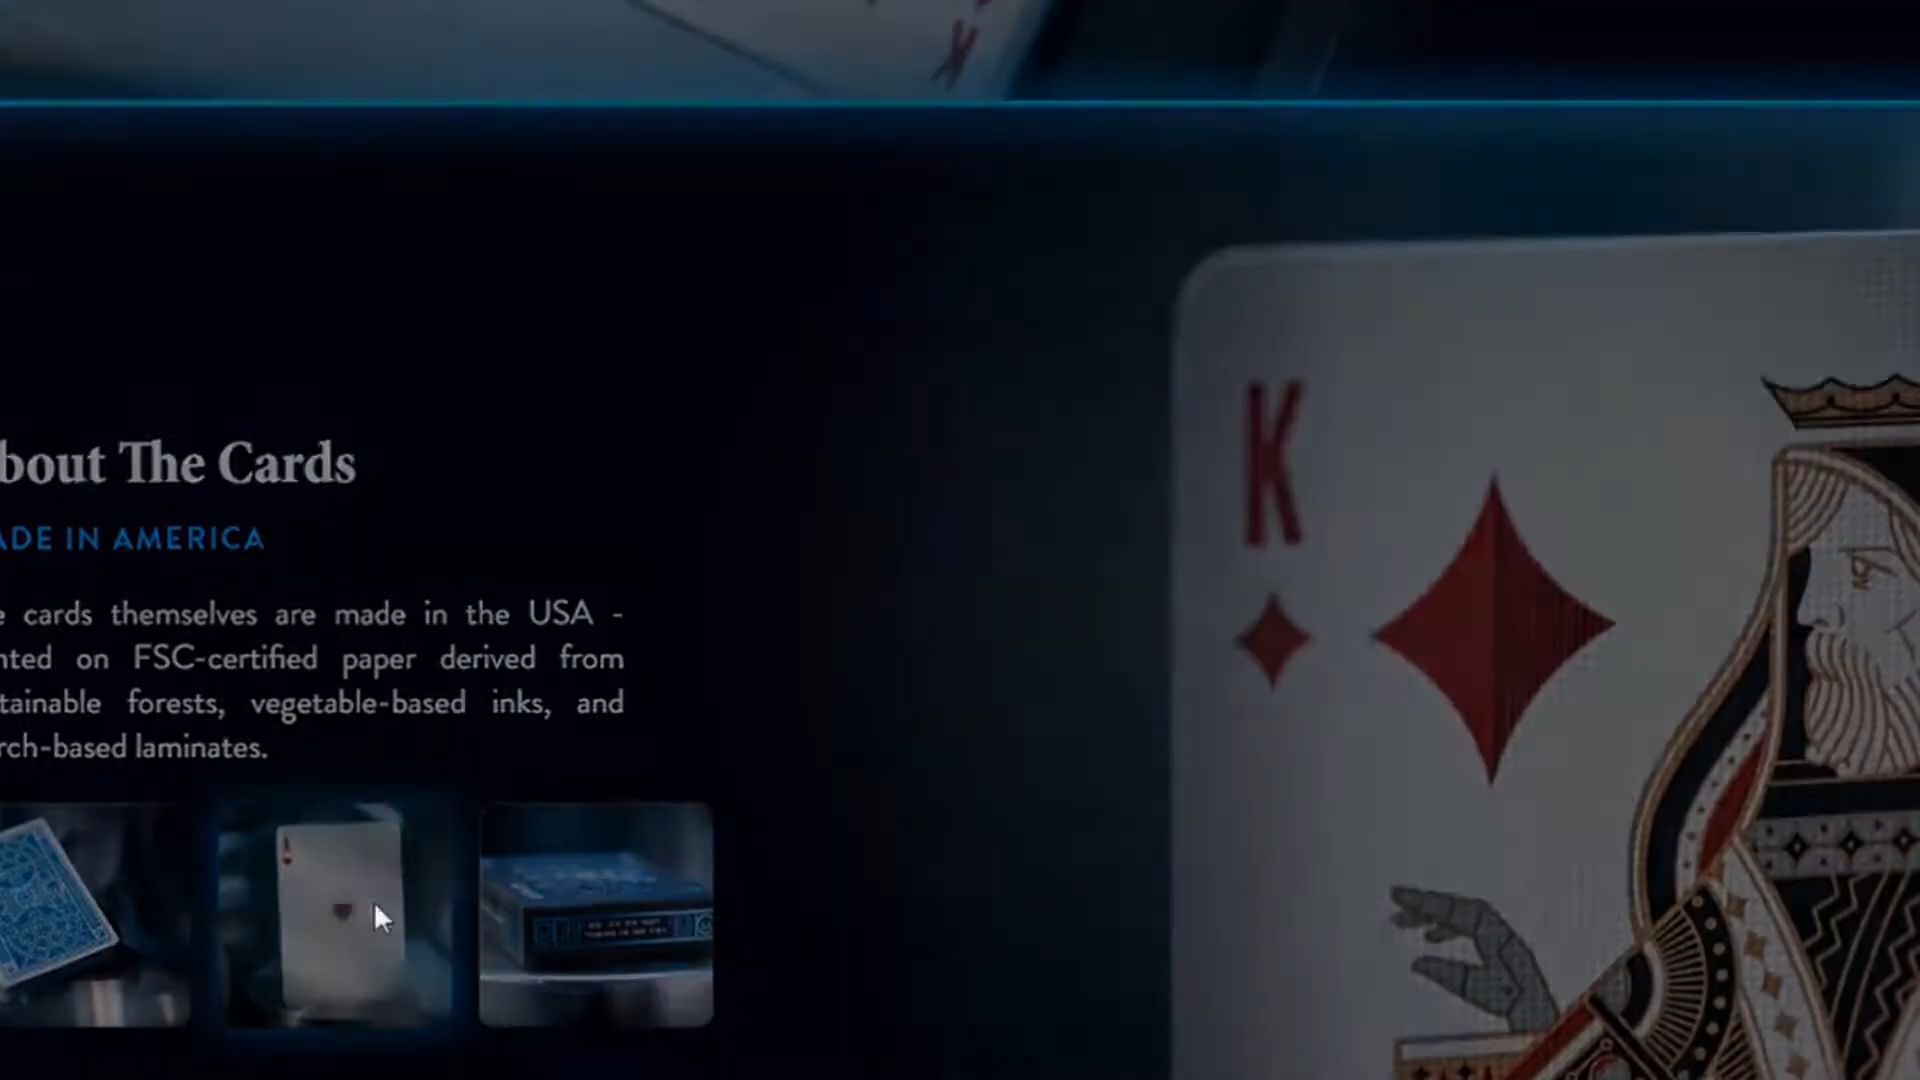 K
bout The Cards
ADE IN AMERICA
e cards themselves are made in the USA -
nted on FSC-certified paper derived from
tainable forests, vegetable-based inks, and
rch-based laminates.
K